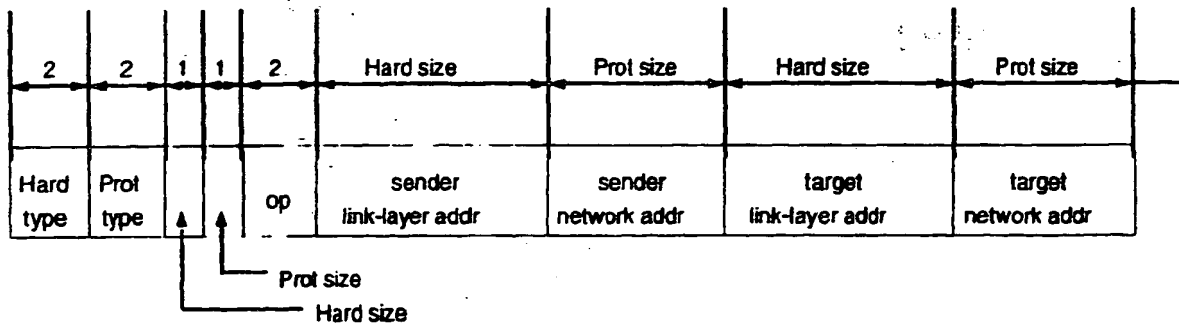 2 2 1 1 2 Hard size Prot size Hard size Prot size
Hard type
Prot type
op
sender link-layer addr
sender network addr
target link-layer addr
target network addr
Prot size
Hard size